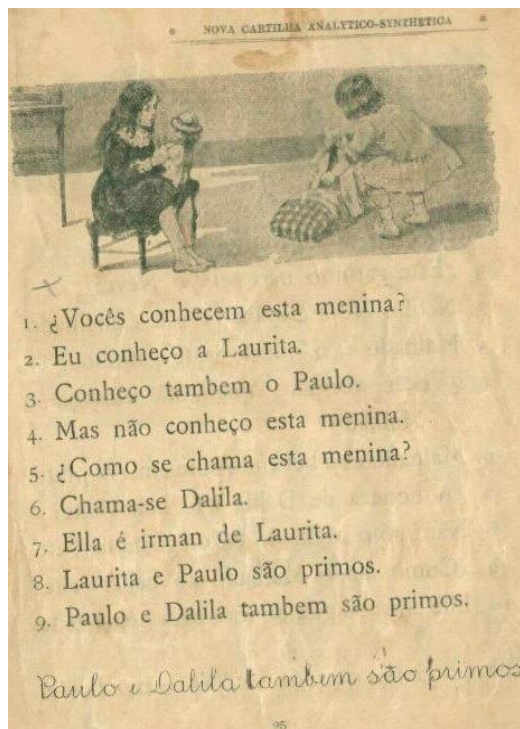 NOVA CARTILHA ANALYTICO-SYNTHETICA
1. ¿Vocês conhecem esta menina?
2. Eu conheço a Laurita.
3. Conheço tambem o Paulo.
4. Mas não conheço esta menina.
5. ¿Como se chama esta menina?
6. Chama-se Dalila.
7. Ella é irman de Laurita.
8. Laurita e Paulo são primos.
9. Paulo e Dalila tambem são primos.
Paulo e Dalila tambem são primos